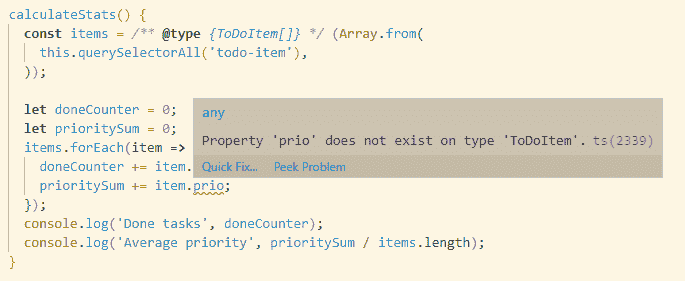 calculateStats() {
const items = /** @type {ToDoItem[]} */ (Array.from(
this.querySelectorAll('todo-item'),
));
let doneCounter = 0;
let prioritySum = 0;
items.forEach(item =>
doneCounter += item.
prioritySum += item.prio;
});
console.log('Done tasks', doneCounter);
console.log('Average priority', prioritySum / items.length);
}
any
Property 'prio' does not exist on type 'ToDoItem'. ts(2339)
Quick Fix... Peek Problem